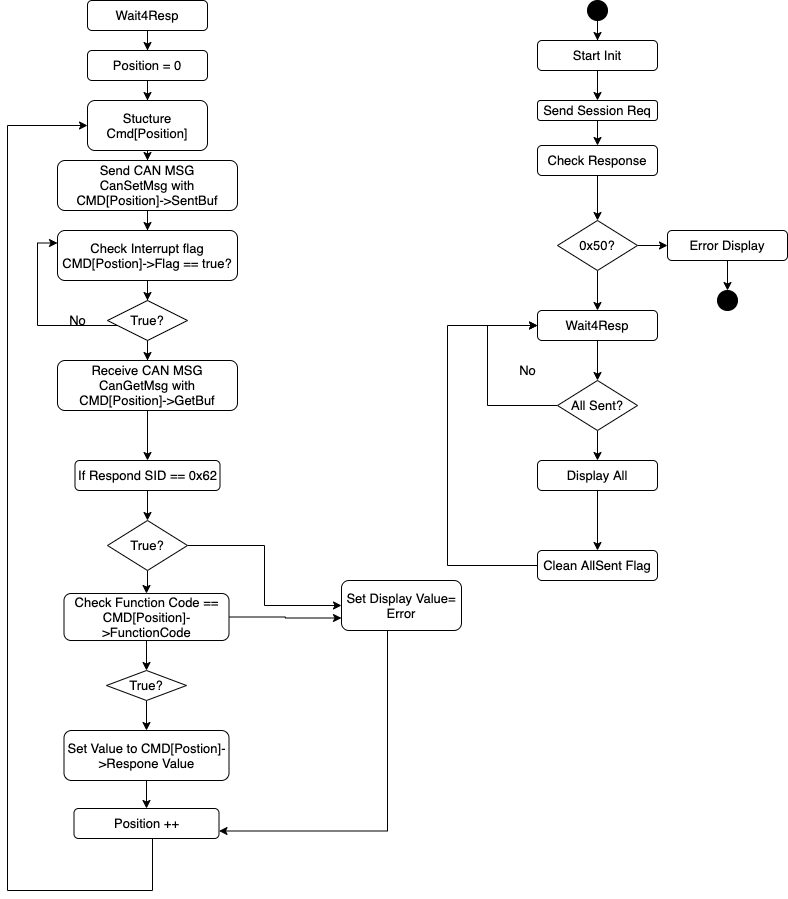 Wait4Resp
Position = 0
Stucture
Cmd[Position]
Send CAN MSG
CanSetMsg with
CMD[Position]->SentBuf
Check Interrupt flag
CMD[Postion]->Flag == true?
No
True?
Receive CAN MSG
CanGetMsg with
CMD[Position]->GetBuf
If Respond SID == 0x62
True?
Check Function Code ==
CMD[Position]-
>FunctionCode
Set Display Value=
Error
True?
Set Value to CMD[Postion]-
>Respone Value
Position ++
Start Init
Send Session Req
Check Response
0x50?
Error Display
Wait4Resp
No
All Sent?
Display All
Clean AllSent Flag